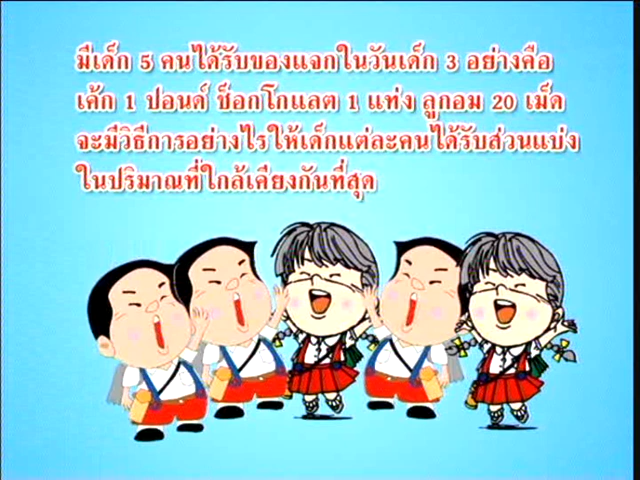 มีเด็ก 5 คนได้รับของแจกในวันเด็ก 3 อย่างคือ
เค้ก 1 ปอนด์ ช็อกโกแลต 1 แท่ง ลูกอม 20 เม็ด
จะมีวิธีการอย่างไรให้เด็กแต่ละคนได้รับส่วนแบ่ง
ในปริมาณที่ใกล้เคียงกันที่สุด